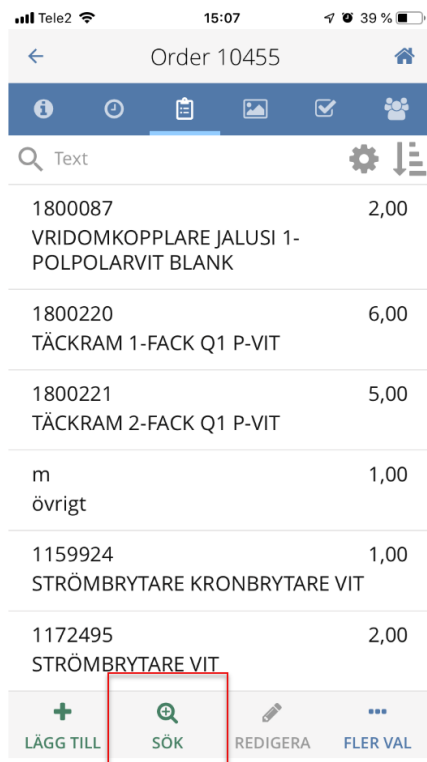 Tele2 15:07 39 %
Order 10455
Text
1800087 2,00
VRIDOMKOPPLARE JALUSI 1-
POLPOLARVIT BLANK
1800220 6,00
TÄCKRAM 1-FACK Q1 P-VIT
1800221 5,00
TÄCKRAM 2-FACK Q1 P-VIT
m 1,00
övrigt
1159924 1,00
STRÖMBRYTARE KRONBRYTARE VIT
1172495 2,00
STRÖMBRYTARE VIT
LÄGG TILL SÖK REDIGERA FLER VAL